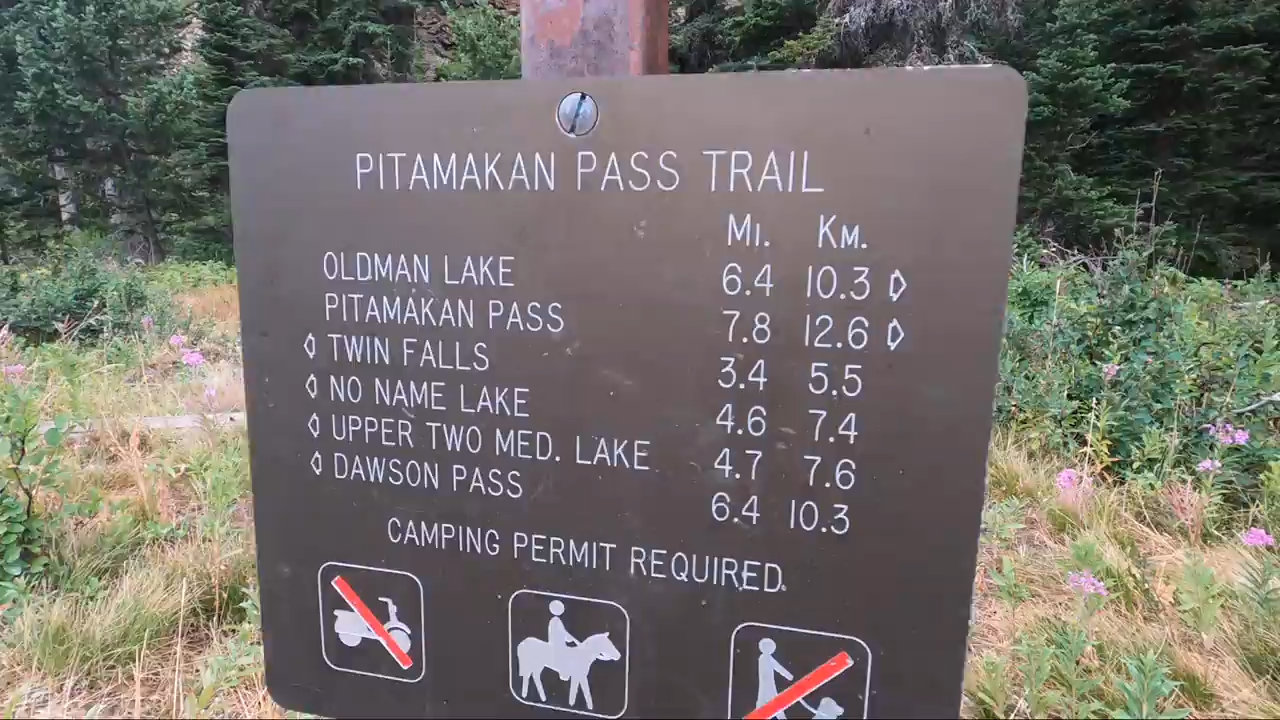 PITAMAKAN PASS TRAIL
MI. KM.
OLDMAN LAKE 6.4 10.3
PITAMAKAN PASS 7.8 12.6
TWIN FALLS 3.4 5.5
NO NAME LAKE 4.6 7.4
UPPER TWO MED. LAKE 4.7 7.6
DAWSON PASS 6.4 10.3
CAMPING PERMIT REQUIRED.